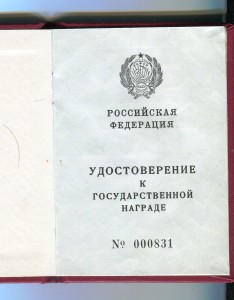 РОССИЙСКАЯ
ФЕДЕРАЦИЯ
УДОСТОВЕРЕНИЕ
К
ГОСУДАРСТВЕННОЙ
НАГРАДЕ
№ 000831